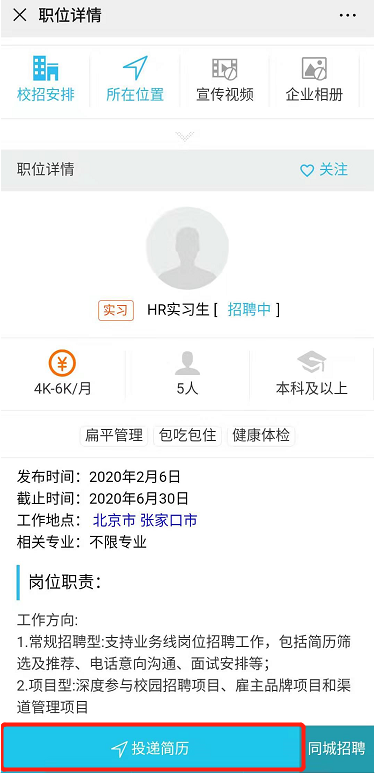 职位详情
校招安排 所在位置 宣传视频 企业相册
职位详情 关注
实习 HR实习生 [ 招聘中 ]
4K-6K/月 5人 本科及以上
扁平管理 包吃包住 健康体检
发布时间：2020年2月6日
截止时间：2020年6月30日
工作地点： 北京市 张家口市
相关专业：不限专业
岗位职责：
工作方向:
1.常规招聘型:支持业务线岗位招聘工作，包括简历筛
选及推荐、电话意向沟通、面试安排等；
2.项目型:深度参与校园招聘项目、雇主品牌项目和渠
道管理项目
投递简历 同城招聘